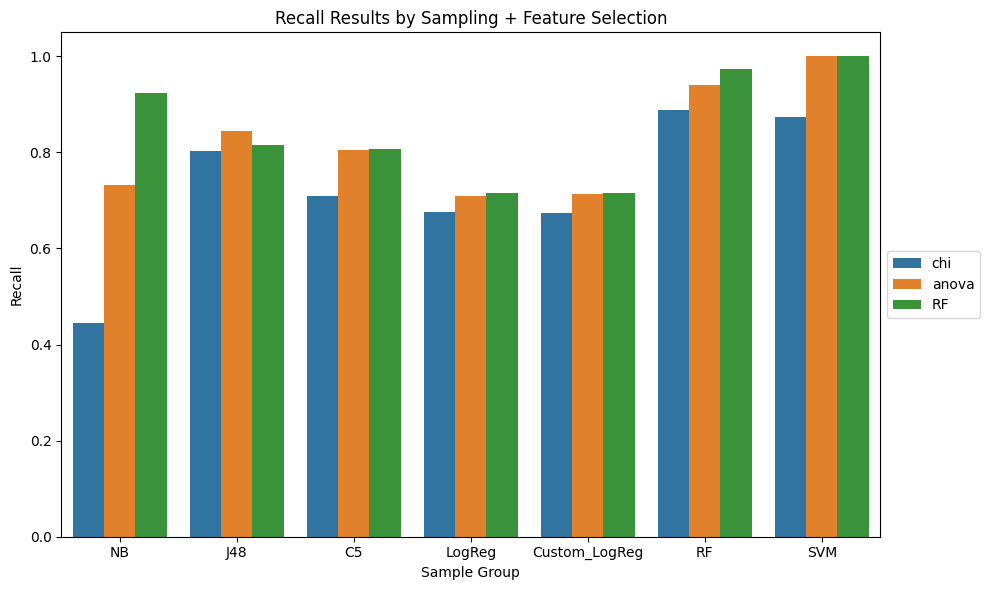 Recall Results by Sampling + Feature Selection
1.0
0.8
0.6
0.4
0.2
0.0
Recall
NB J48 C5 LogReg Custom_LogReg RF SVM
Sample Group
chi
anova
RF